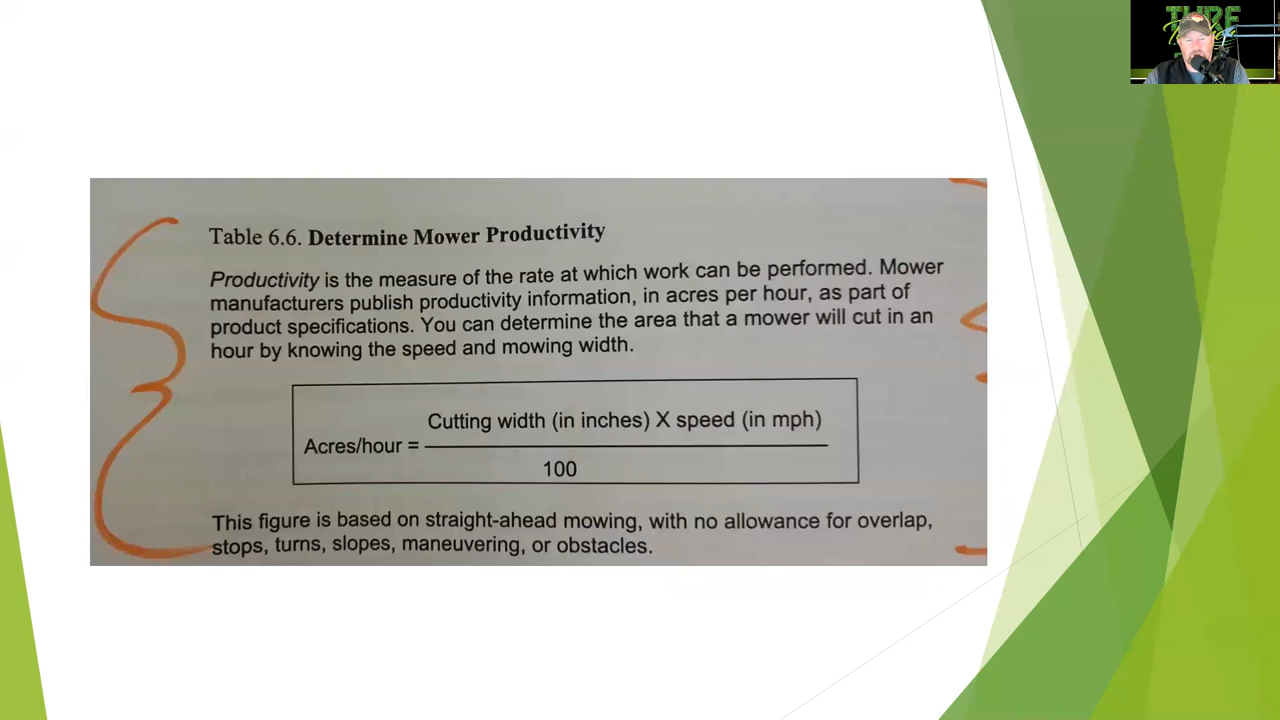 TURF
Table 6.6. Determine Mower Productivity
Productivity is the measure of the rate at which work can be performed. Mower
manufacturers publish productivity information, in acres per hour, as part of
product specifications. You can determine the area that a mower will cut in an
hour by knowing the speed and mowing width.
Cutting width (in inches) X speed (in mph)
Acres/hour =
100
This figure is based on straight-ahead mowing, with no allowance for overlap,
stops, turns, slopes, maneuvering, or obstacles.